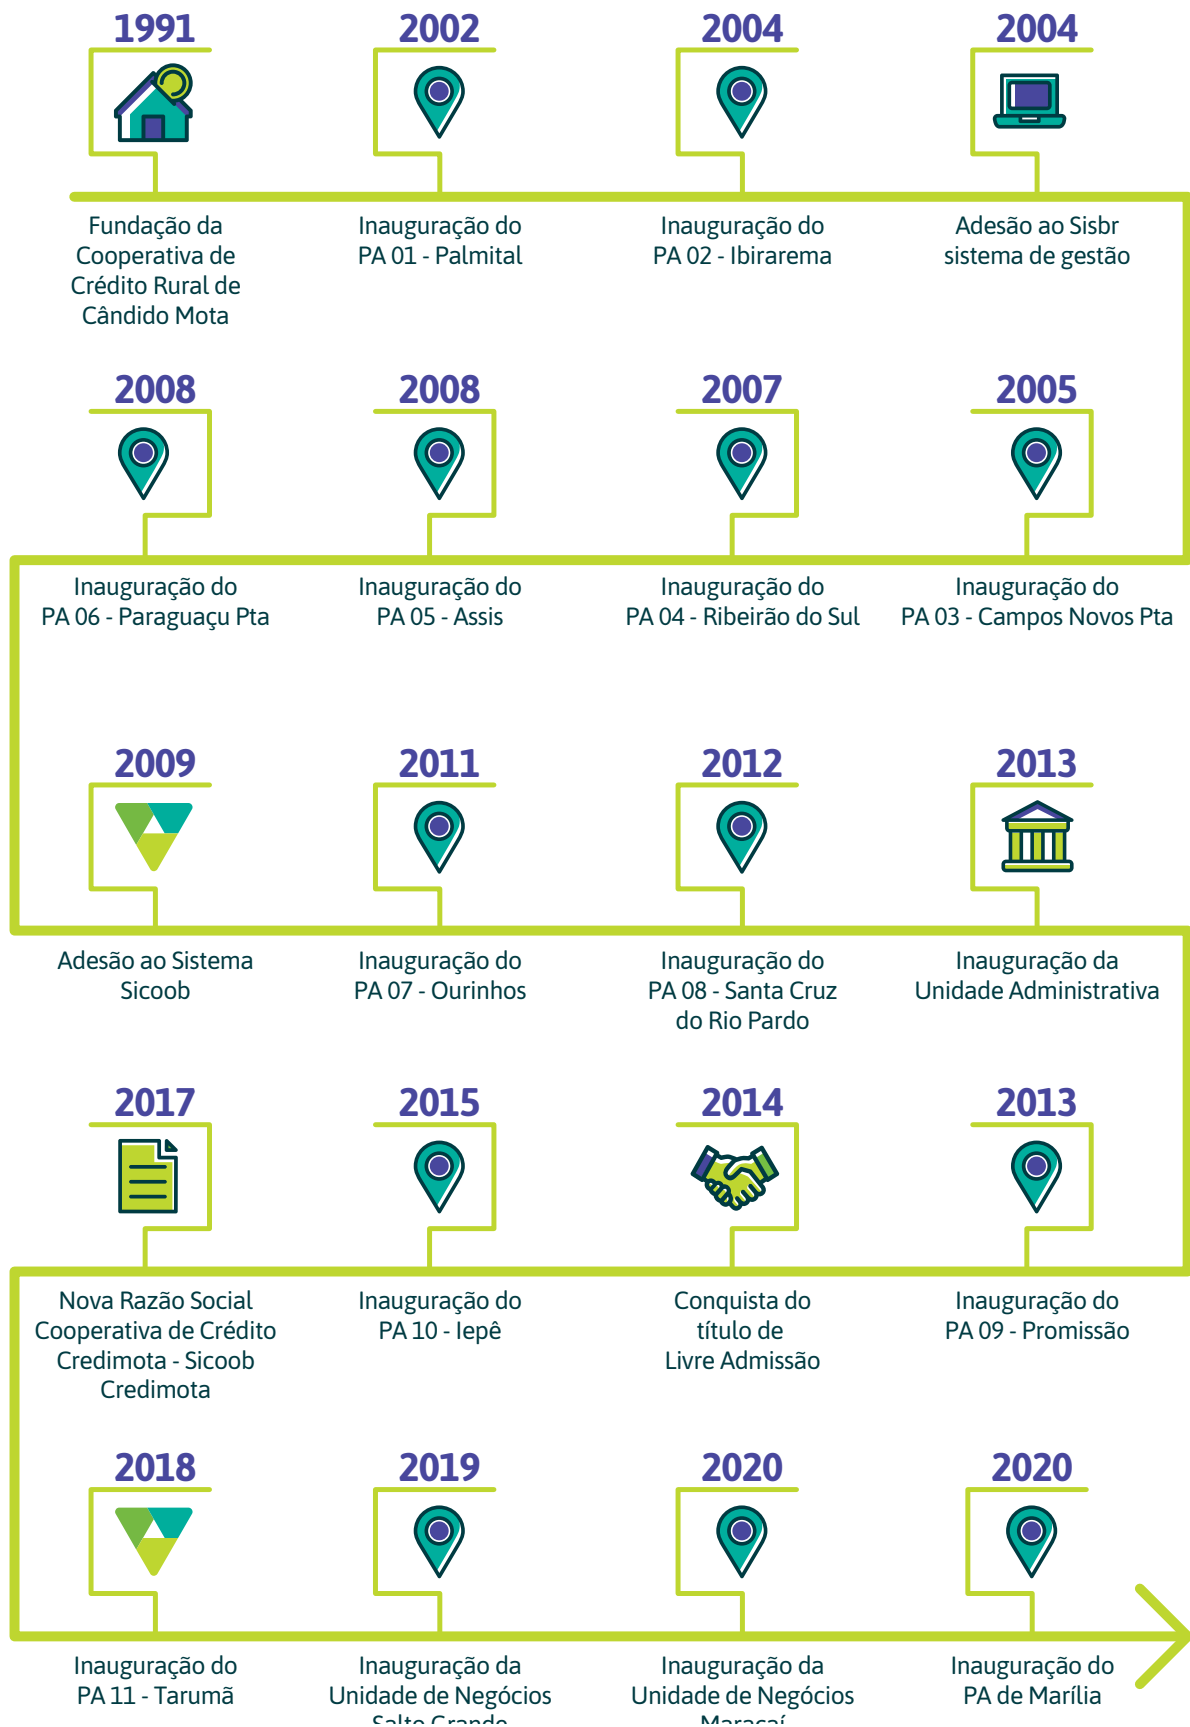 1991
Fundação da
Cooperativa de
Crédito Rural de
Cândido Mota
2002
Inauguração do
PA 01 - Palmital
2004
Inauguração do
PA 02 - Ibirarema
2004
Adesão ao Sisbr
sistema de gestão
2005
Inauguração do
PA 03 - Campos Novos Pta
2007
Inauguração do
PA 04 - Ribeirão do Sul
2008
Inauguração do
PA 05 - Assis
2008
Inauguração do
PA 06 - Paraguaçu Pta
2009
Adesão ao Sistema
Sicoob
2011
Inauguração do
PA 07 - Ourinhos
2012
Inauguração do
PA 08 - Santa Cruz
do Rio Pardo
2013
Inauguração da
Unidade Administrativa
2013
Inauguração do
PA 09 - Promissão
2014
Conquista do
título de
Livre Admissão
2015
Inauguração do
PA 10 - Iepê
2017
Nova Razão Social
Cooperativa de Crédito
Credimota - Sicoob
Credimota
2018
Inauguração do
PA 11 - Tarumã
2019
Inauguração da
Unidade de Negócios
Salto Grande
2020
Inauguração da
Unidade de Negócios
Maracaí
2020
Inauguração do
PA de Marília